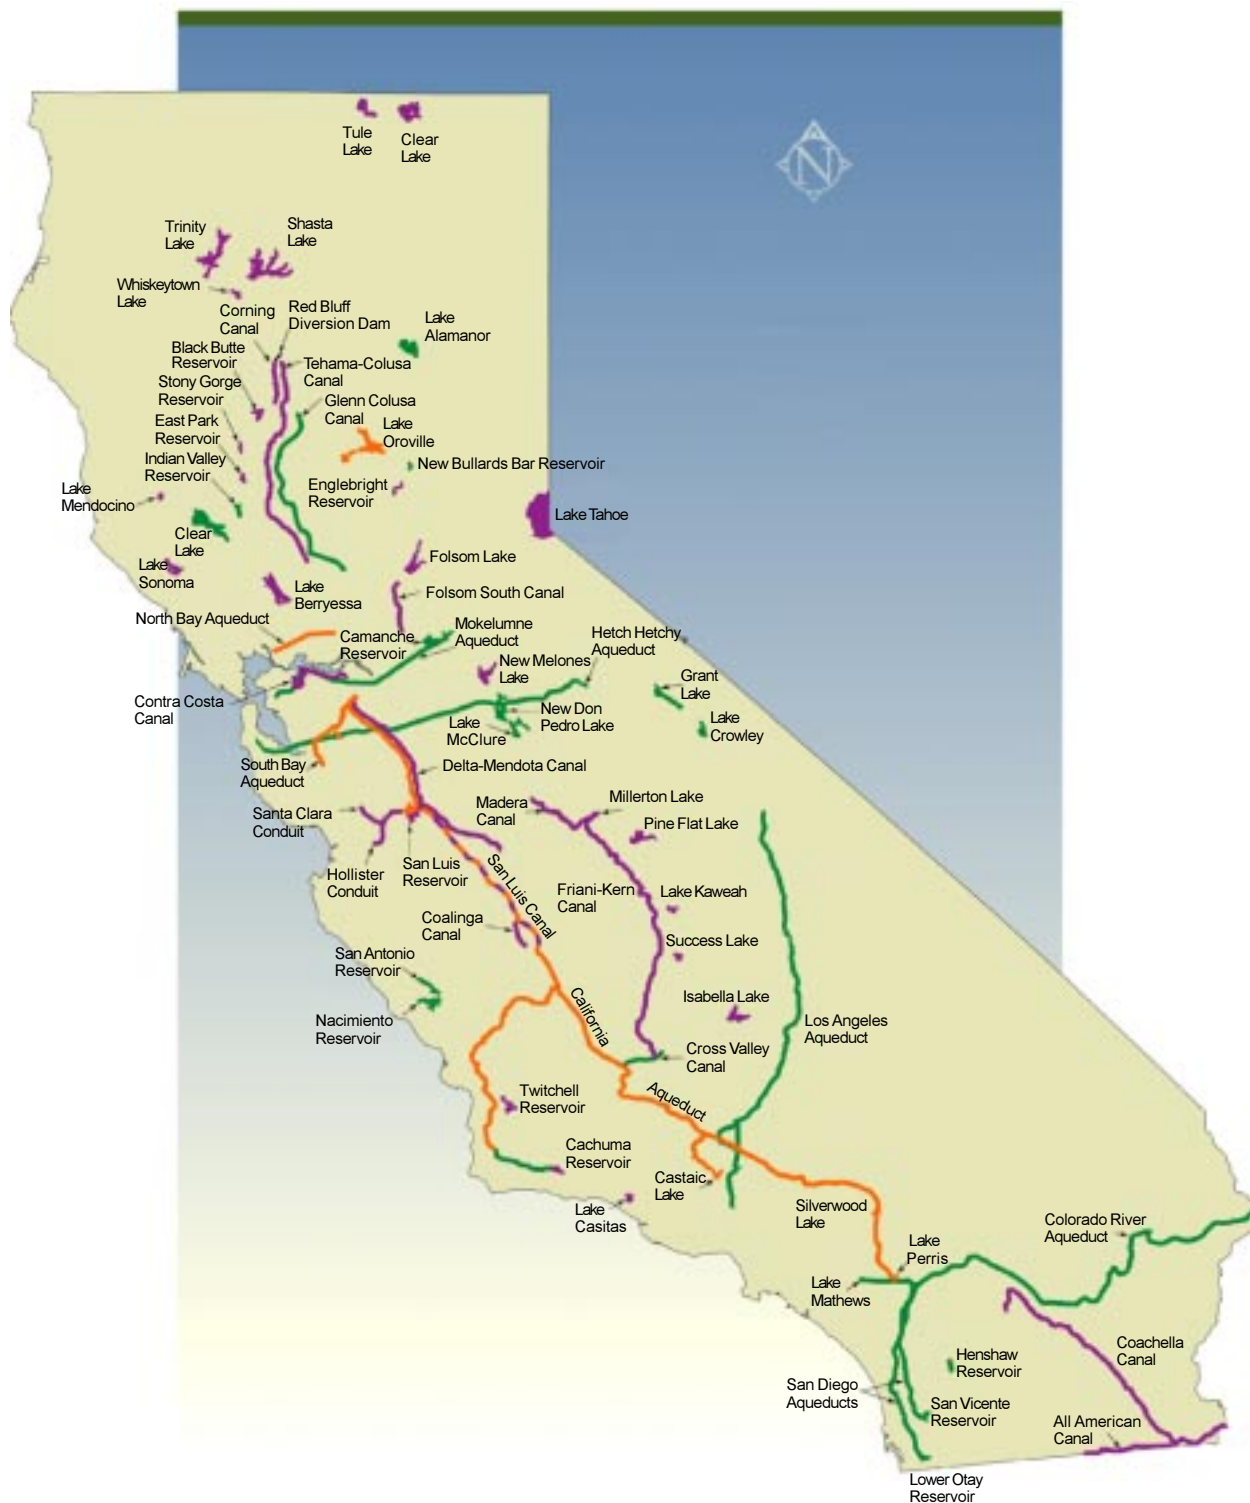 N
Tule
Lake
Clear
Lake
Trinity
Lake
Shasta
Lake
Whiskeytown
Lake
Corning
Canal
Red Bluff
Diversion Dam
Lake
Alamanor
Black Butte
Reservoir
Tehama-Colusa
Canal
Stony Gorge
Reservoir
Glenn Colusa
Canal
East Park
Reservoir
Lake
Oroville
Indian Valley
Reservoir
New Bullards Bar Reservoir
Englebright
Reservoir
Lake
Mendocino
Lake Tahoe
Clear
Lake
Lake
Sonoma
Folsom Lake
Lake
Berryessa
Folsom South Canal
North Bay Aqueduct
Camanche
Reservoir
Mokelumne
Aqueduct
Hetch Hetchy
Aqueduct
New Melones
Lake
Grant
Lake
Contra Costa
Canal
New Don
Pedro Lake
Lake
McClure
Lake
Crowley
South Bay
Aqueduct
Delta-Mendota Canal
Santa Clara
Conduit
Madera
Canal
Millerton Lake
Pine Flat Lake
Hollister
Conduit
San Luis
Reservoir
San Luis Canal
Friani-Kern
Canal
Lake Kaweah
Coalinga
Canal
Success Lake
San Antonio
Reservoir
Isabella Lake
Nacimiento
Reservoir
California
Los Angeles
Aqueduct
Cross Valley
Canal
Twitchell
Reservoir
Aqueduct
Cachuma
Reservoir
Castaic
Lake
Lake
Casitas
Silverwood
Lake
Colorado River
Aqueduct
Lake
Perris
Lake
Mathews
Coachella
Canal
Henshaw
Reservoir
San Diego
Aqueducts
San Vicente
Reservoir
All American
Canal
Lower Otay
Reservoir